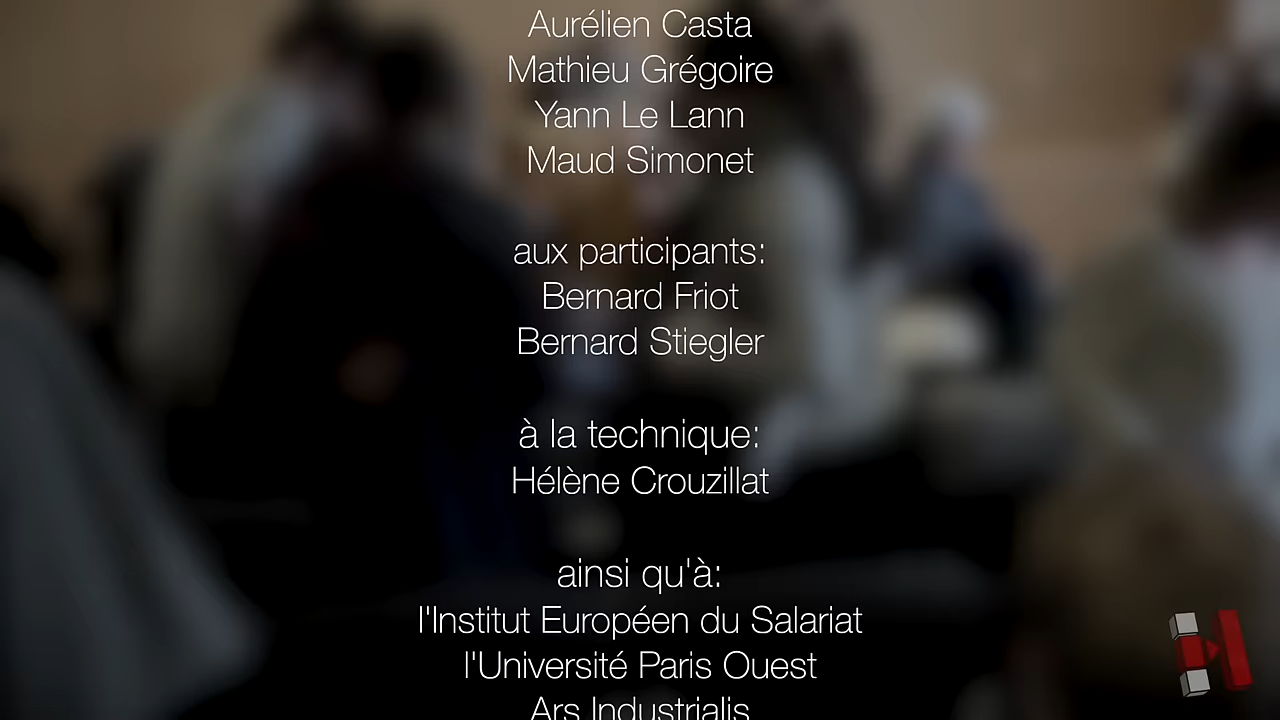 Aurélien Casta
Mathieu Grégoire
Yann Le Lann
Maud Simonet
aux participants:
Bernard Friot
Bernard Stiegler
à la technique:
Hélène Crouzillat
ainsi qu'à:
l'Institut Européen du Salariat
l'Université Paris Ouest
Ars Industrialis